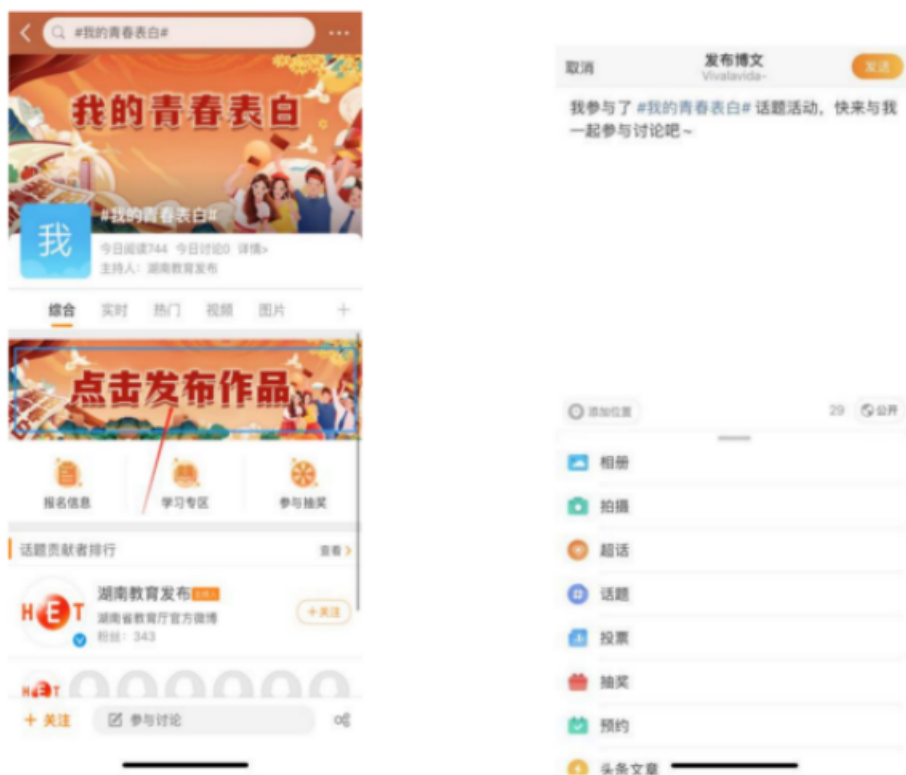 #我的青春表白#
我的青春表白
#我的青春表白#
我
今日阅读744 今日讨论0 详情>
主持人：湖南教育发布
综合 实时 热门 视频 图片 +
点击发布作品
报名信息 学习专区 参与抽奖
话题贡献者排行 查看>
湖南教育发布 主持人
+关注
湖南省教育厅官方微博
粉丝：343
HET
HET
+ 关注 参与讨论
取消 发布博文 发送
Vivalavida-
我参与了 #我的青春表白# 话题活动，快来与我
一起参与讨论吧~
添加位置 29 公开
相册
拍摄
超话
话题
投票
抽奖
预约
头条文章